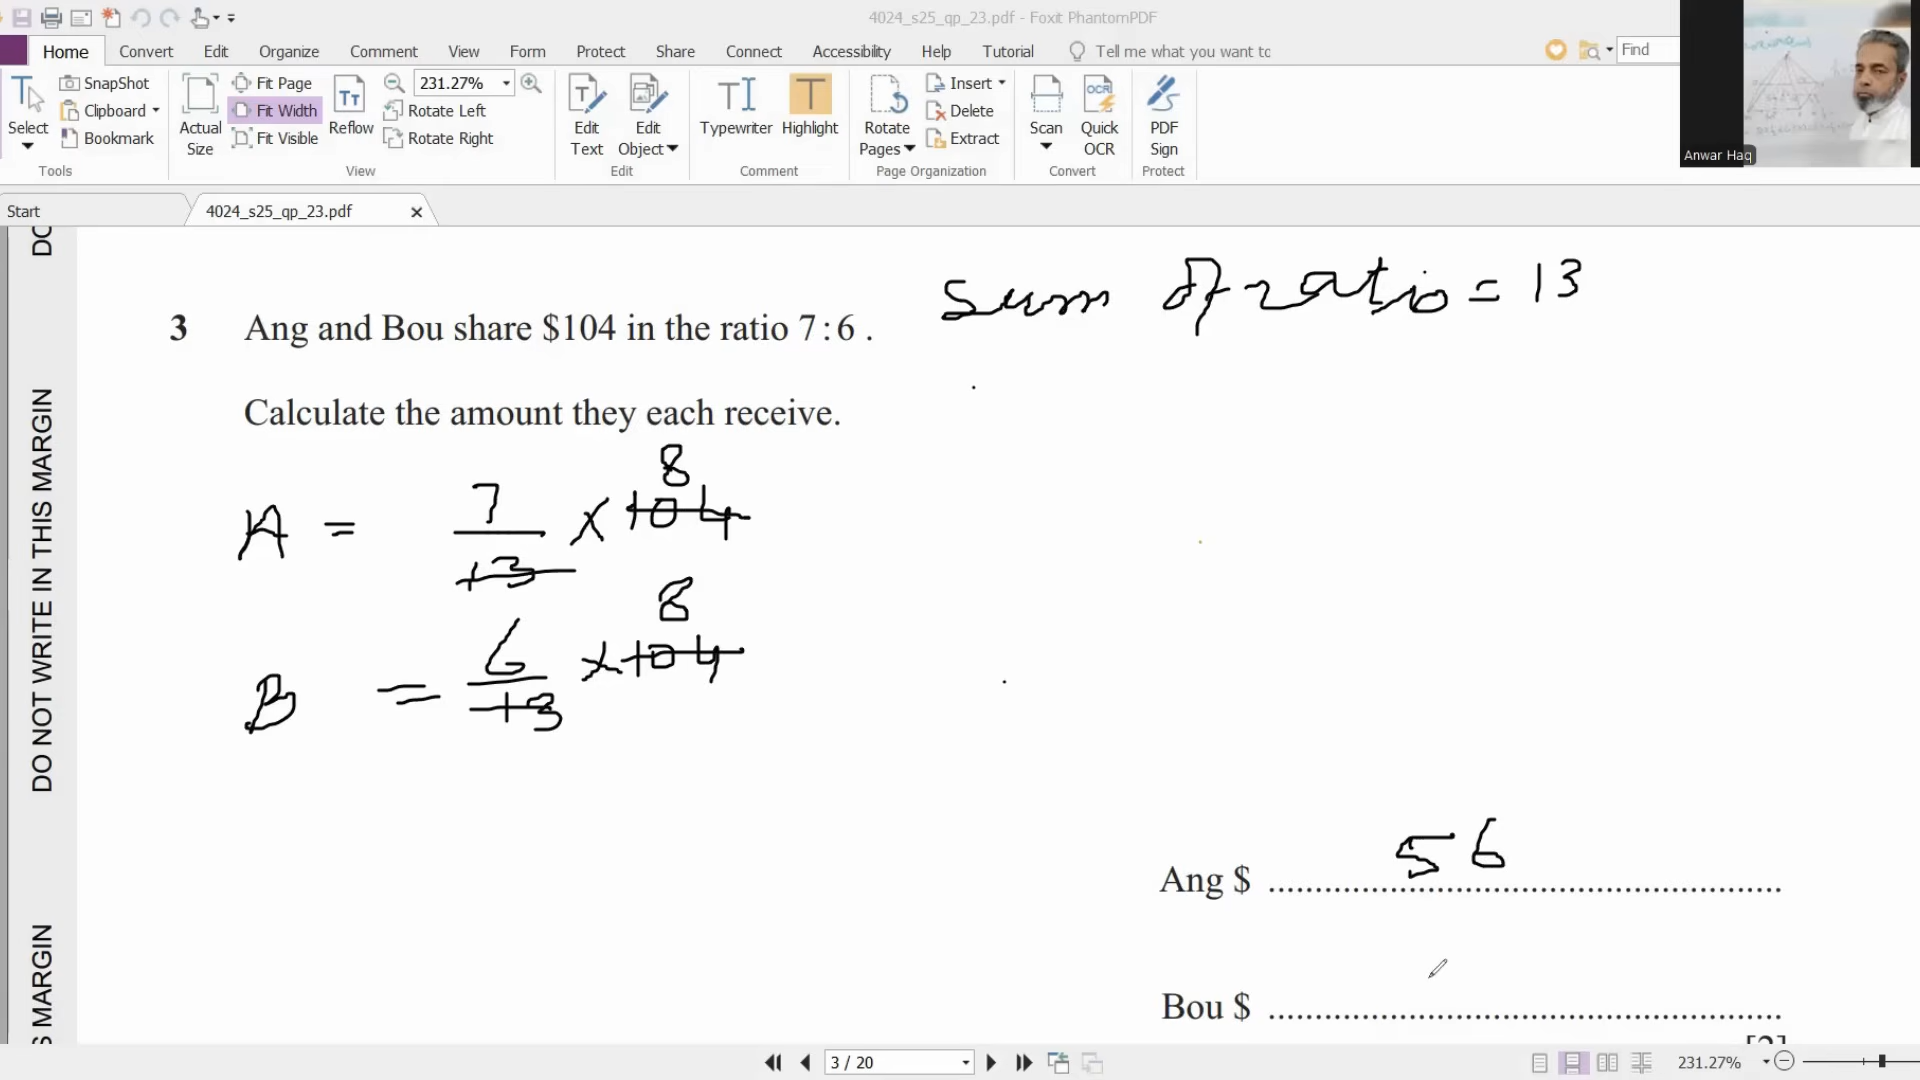 4024_s25_qp_23.pdf - Foxit PhantomPDF
Home Convert Edit Organize Comment View Form Protect Share Connect Accessibility Help Tutorial Tell me what you want to Find
SnapShot Clipboard Bookmark Select Tools
Actual Size Fit Page Fit Width Fit Visible Reflow 231.27% Rotate Left Rotate Right View
Edit Text Edit Object Edit
Typewriter Highlight Comment
Rotate Pages Insert Delete Extract Page Organization
Scan Quick OCR Convert
PDF Sign Protect
Anwar Haq
Start 4024_s25_qp_23.pdf
DO
DO NOT WRITE IN THIS MARGIN
S MARGIN
Sum of ratio = 13
3 Ang and Bou share $104 in the ratio 7 : 6 .
Calculate the amount they each receive.
8
A = 7/13 × 104
8
B = 6/13 × 104
56
Ang $ ..................................................
Bou $ ..................................................
[2]
3 / 20 231.27%